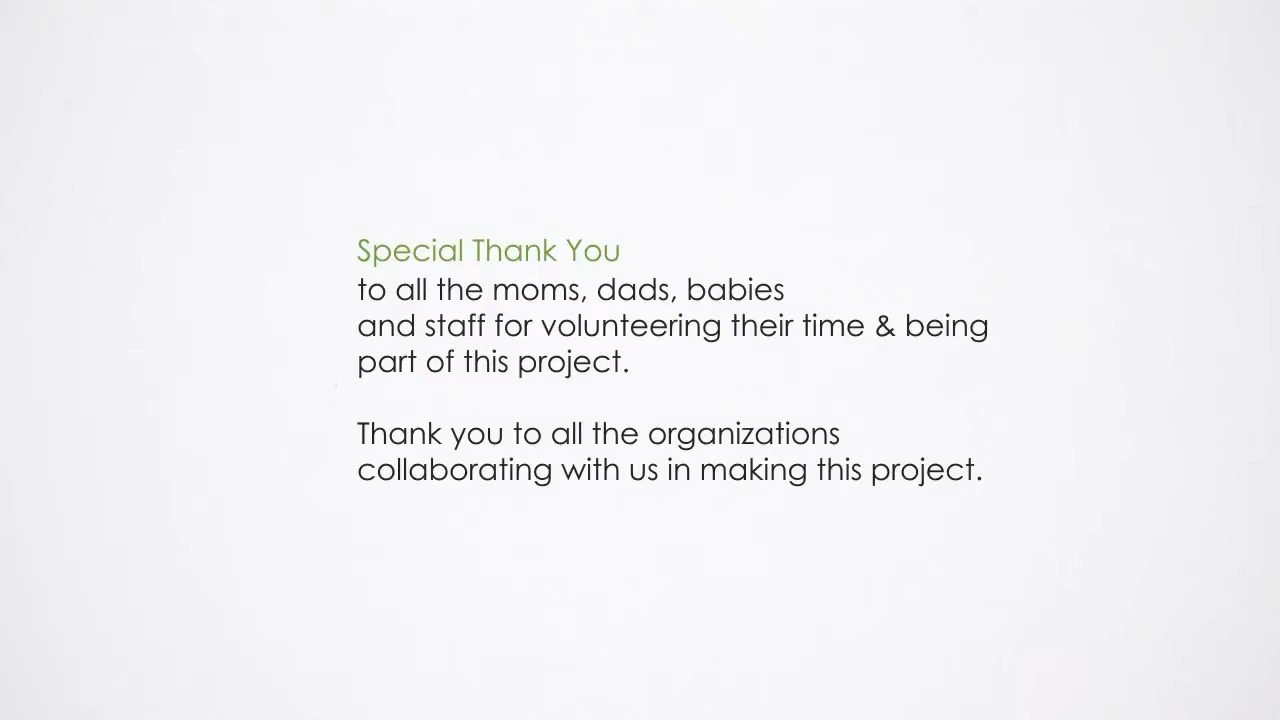 Special Thank You
to all the moms, dads, babies
and staff for volunteering their time & being
part of this project.
Thank you to all the organizations
collaborating with us in making this project.